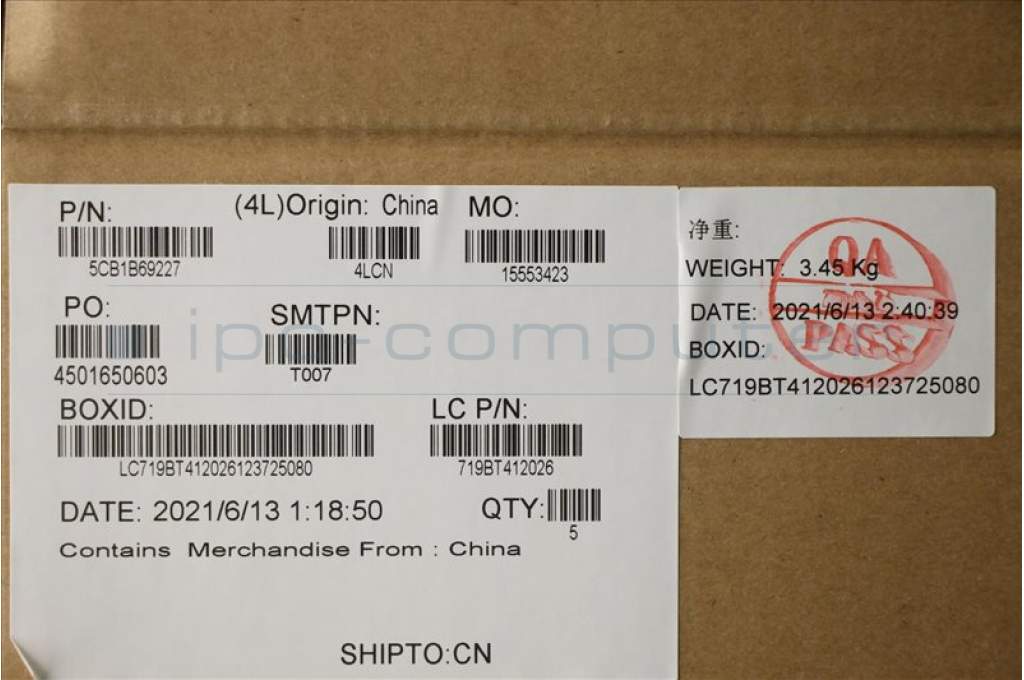 P/N:
5CB1B69227
(4L)Origin: China
4LCN
MO:
15553423
PO:
4501650603
SMTPN:
T007
BOXID:
LC719BT412026123725080
LC P/N:
719BT412026
DATE: 2021/6/13 1:18:50
QTY:
5
Contains Merchandise From : China
SHIPTO:CN
净重:
WEIGHT: 3.45 Kg
DATE: 2021/6/13 2:40:39
BOXID:
LC719BT412026123725080
QA
PASS
ipc-computer